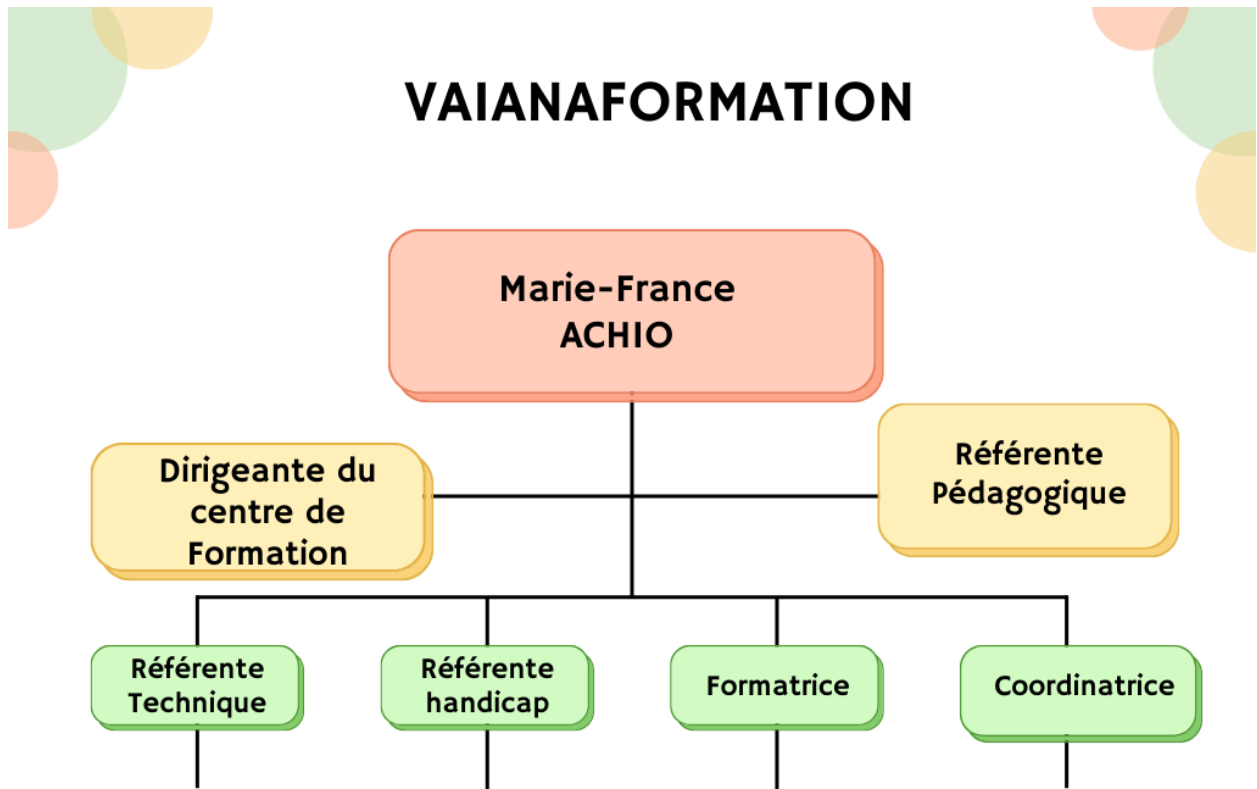 VAIANAFORMATION
Marie-France
ACHIO
Dirigeante du
centre de
Formation
Référente
Pédagogique
Référente
Technique
Référente
handicap
Formatrice
Coordinatrice